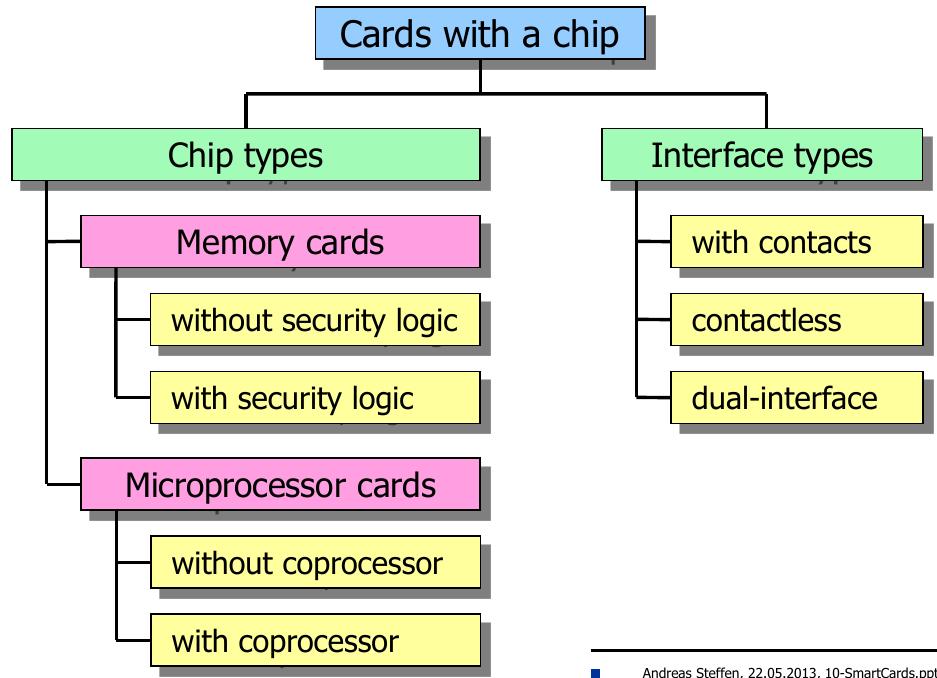 Cards with a chip
Chip types
Memory cards
without security logic
with security logic
Microprocessor cards
without coprocessor
with coprocessor
Interface types
with contacts
contactless
dual-interface
Andreas Steffen, 22.05.2013, 10-SmartCards.ppt